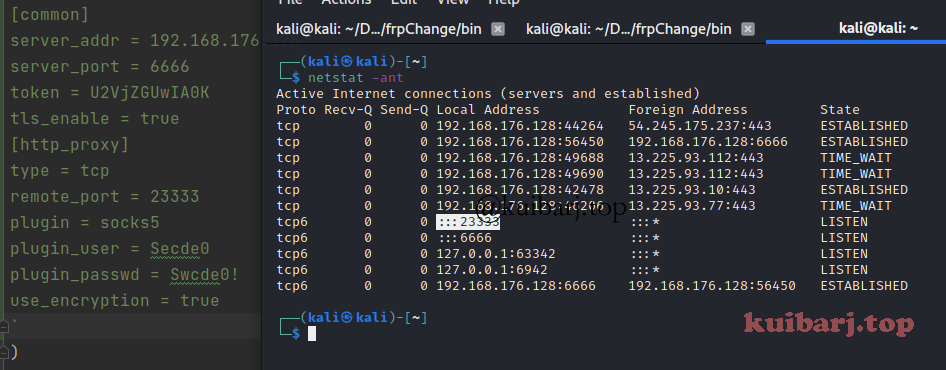 [common]
server_addr = 192.168.176
server_port = 6666
token = U2VjZGUwIA0K
tls_enable = true
[http_proxy]
type = tcp
remote_port = 23333
plugin = socks5
plugin_user = Secde0
plugin_passwd = Swcde0!
use_encryption = true
`
)
File Actions Edit View Help
kali@kali: ~/D.../frpChange/bin kali@kali: ~/D.../frpChange/bin kali@kali: ~
(kali㉿kali)-[~]
$ netstat -ant
Active Internet connections (servers and established)
Proto Recv-Q Send-Q Local Address Foreign Address State
tcp 0 0 192.168.176.128:44264 54.245.175.237:443 ESTABLISHED
tcp 0 0 192.168.176.128:56450 192.168.176.128:6666 ESTABLISHED
tcp 0 0 192.168.176.128:49688 13.225.93.112:443 TIME_WAIT
tcp 0 0 192.168.176.128:49690 13.225.93.112:443 TIME_WAIT
tcp 0 0 192.168.176.128:42478 13.225.93.10:443 ESTABLISHED
tcp 0 0 192.168.176.128:46206 13.225.93.77:443 TIME_WAIT
@kuibarj.top
tcp6 0 0 :::23333 :::* LISTEN
tcp6 0 0 :::6666 :::* LISTEN
tcp6 0 0 127.0.0.1:63342 :::* LISTEN
tcp6 0 0 127.0.0.1:6942 :::* LISTEN
tcp6 0 0 192.168.176.128:6666 192.168.176.128:56450 ESTABLISHED
(kali㉿kali)-[~]
$
kuibarj.top